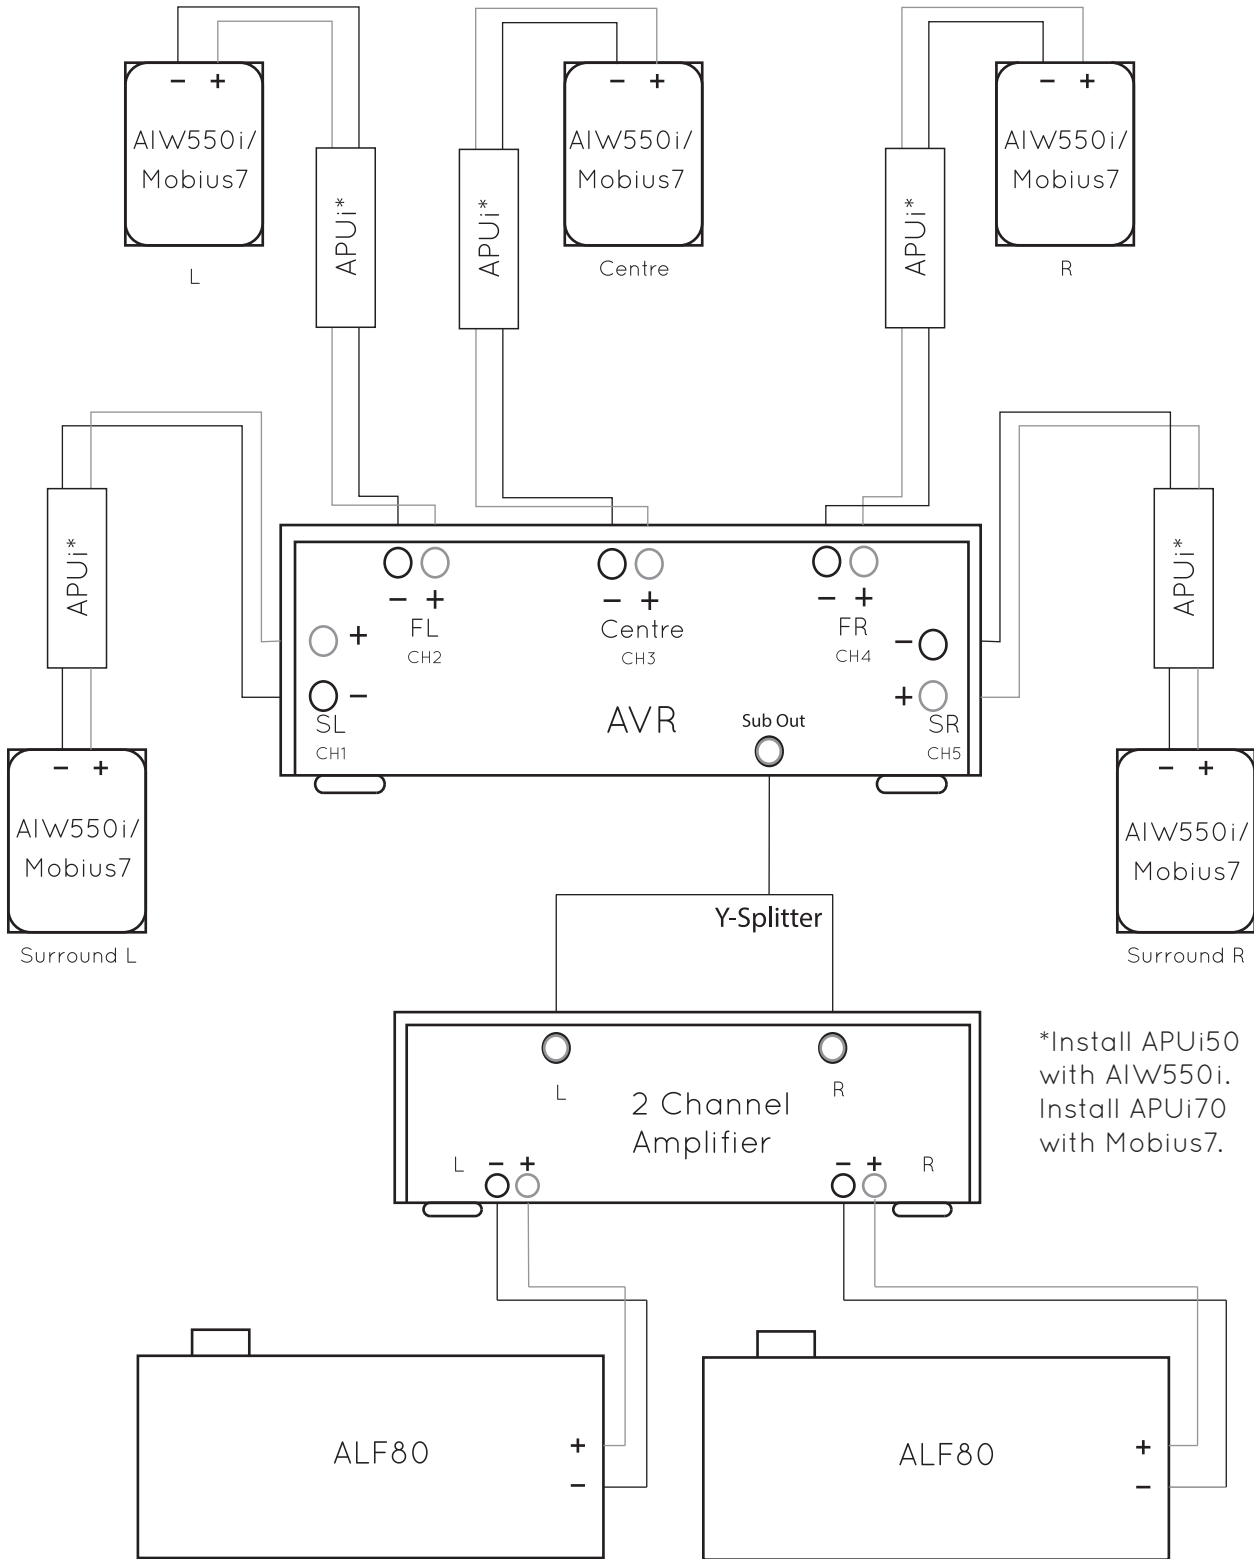 − +
AIW550i/
Mobius7
L
APUi*
APUi*
− +
AIW550i/
Mobius7
Centre
APUi*
− +
AIW550i/
Mobius7
R
APUi*
− +
AIW550i/
Mobius7
Surround L
− +
FL
CH2
− +
Centre
CH3
− +
FR
CH4
+
−
SL
CH1
AVR
Sub Out
−
+
SR
CH5
APUi*
− +
AIW550i/
Mobius7
Surround R
Y-Splitter
L
R
2 Channel
Amplifier
L − +
− + R
*Install APUi50
with AIW550i.
Install APUi70
with Mobius7.
ALF80
+
−
ALF80
+
−